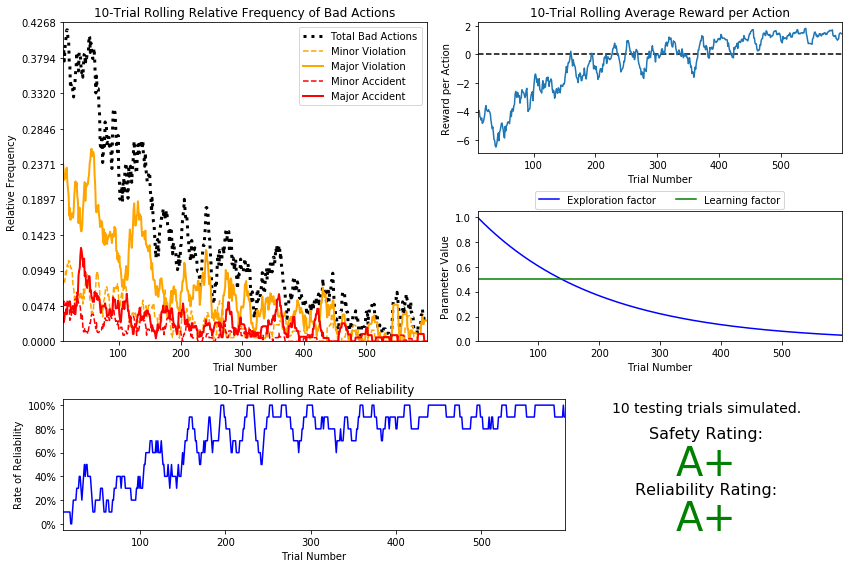 10-Trial Rolling Relative Frequency of Bad Actions
0.4268
0.3794
0.3320
0.2846
0.2371
0.1897
0.1423
0.0949
0.0474
0.0000
Relative Frequency
Total Bad Actions
Minor Violation
Major Violation
Minor Accident
Major Accident
100 200 300 400 500
Trial Number
10-Trial Rolling Average Reward per Action
2
0
−2
−4
−6
Reward per Action
100 200 300 400 500
Trial Number
Exploration factor Learning factor
1.0
0.8
0.6
0.4
0.2
0.0
Parameter Value
100 200 300 400 500
Trial Number
10-Trial Rolling Rate of Reliability
100%
80%
60%
40%
20%
0%
Rate of Reliability
100 200 300 400 500
Trial Number
10 testing trials simulated.
Safety Rating:
A+
Reliability Rating:
A+